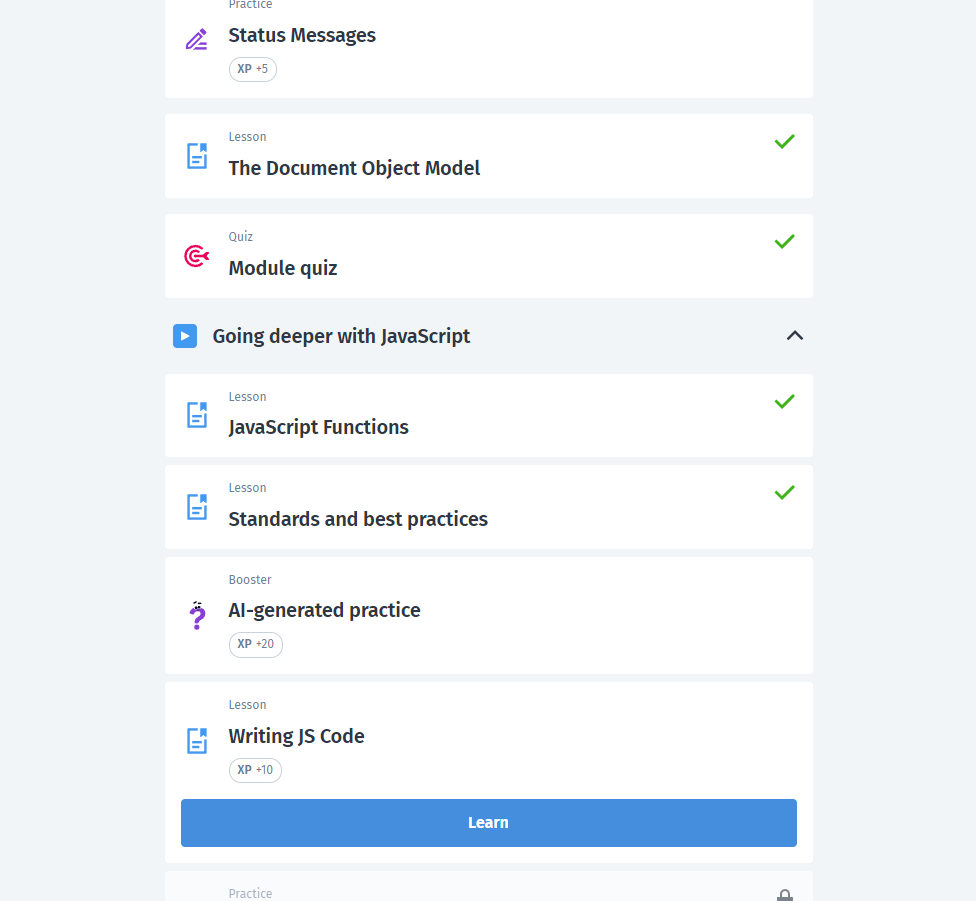 Practice
Status Messages
XP +5
Lesson
The Document Object Model
Quiz
Module quiz
Going deeper with JavaScript
Lesson
JavaScript Functions
Lesson
Standards and best practices
Booster
AI-generated practice
XP +20
Lesson
Writing JS Code
XP +10
Learn
Practice